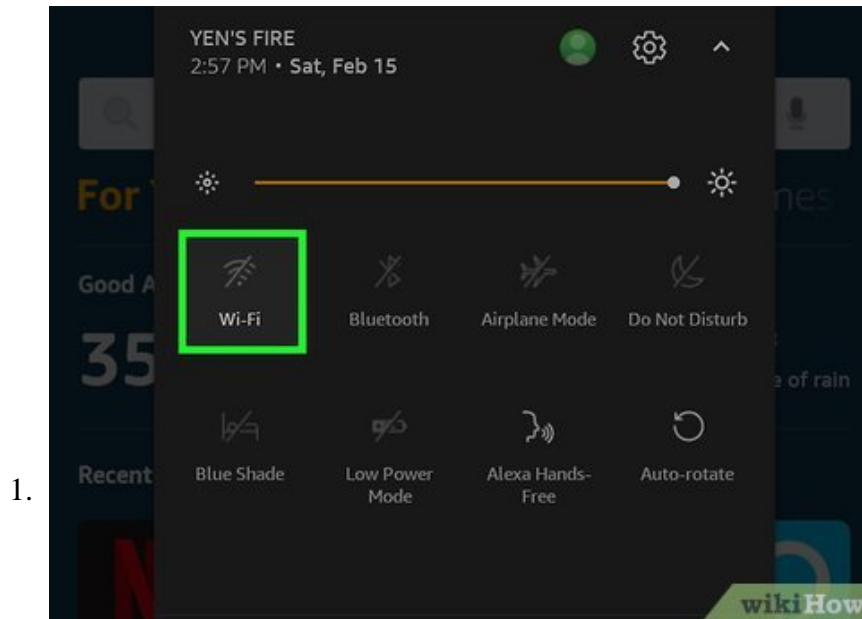 YEN'S FIRE
2:57 PM • Sat, Feb 15
For
mes
Good A
Wi-Fi
Bluetooth
Airplane Mode
Do Not Disturb
35
e of rain
Recent
Blue Shade
Low Power
Mode
Alexa Hands-
Free
Auto-rotate
1.
N
wikiHow